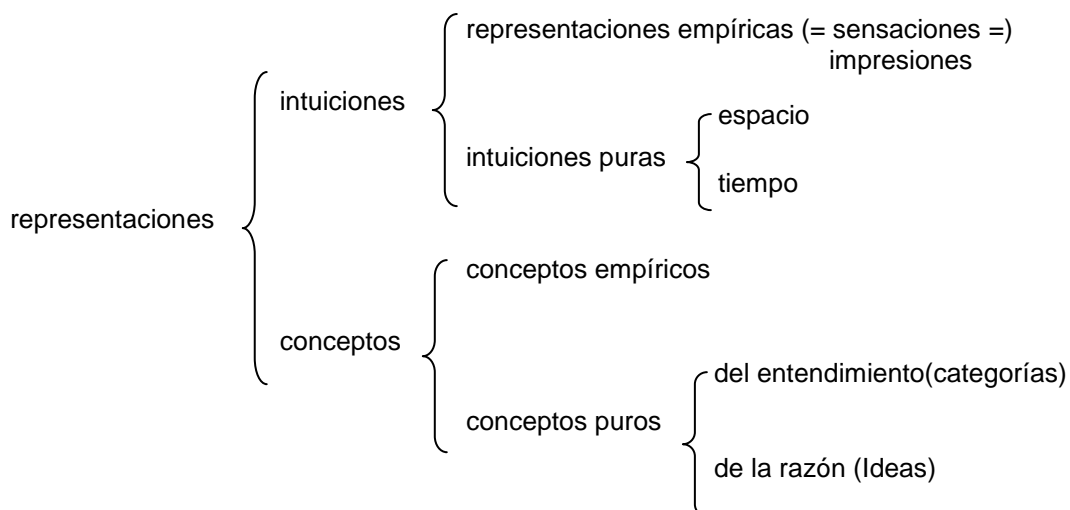 representaciones empíricas (= sensaciones =)
impresiones
intuiciones
espacio
intuiciones puras
tiempo
representaciones
conceptos empíricos
conceptos
del entendimiento(categorías)
conceptos puros
de la razón (Ideas)